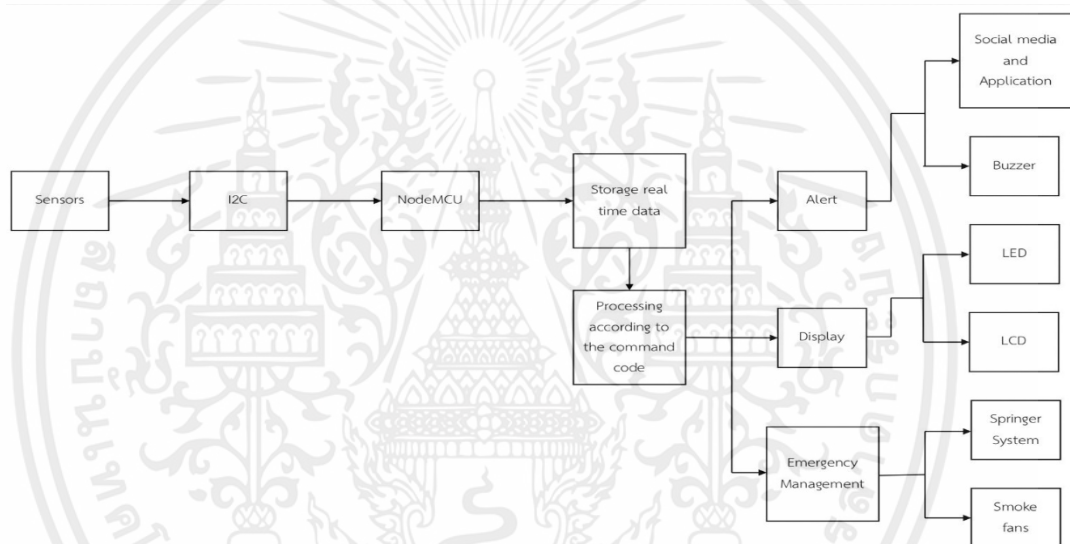 Social media
and
Application
Buzzer
Sensors
I2C
NodeMCU
Storage real
time data
Alert
LED
Processing
according to
the command
code
Display
LCD
Emergency
Management
Springer
System
Smoke
fans